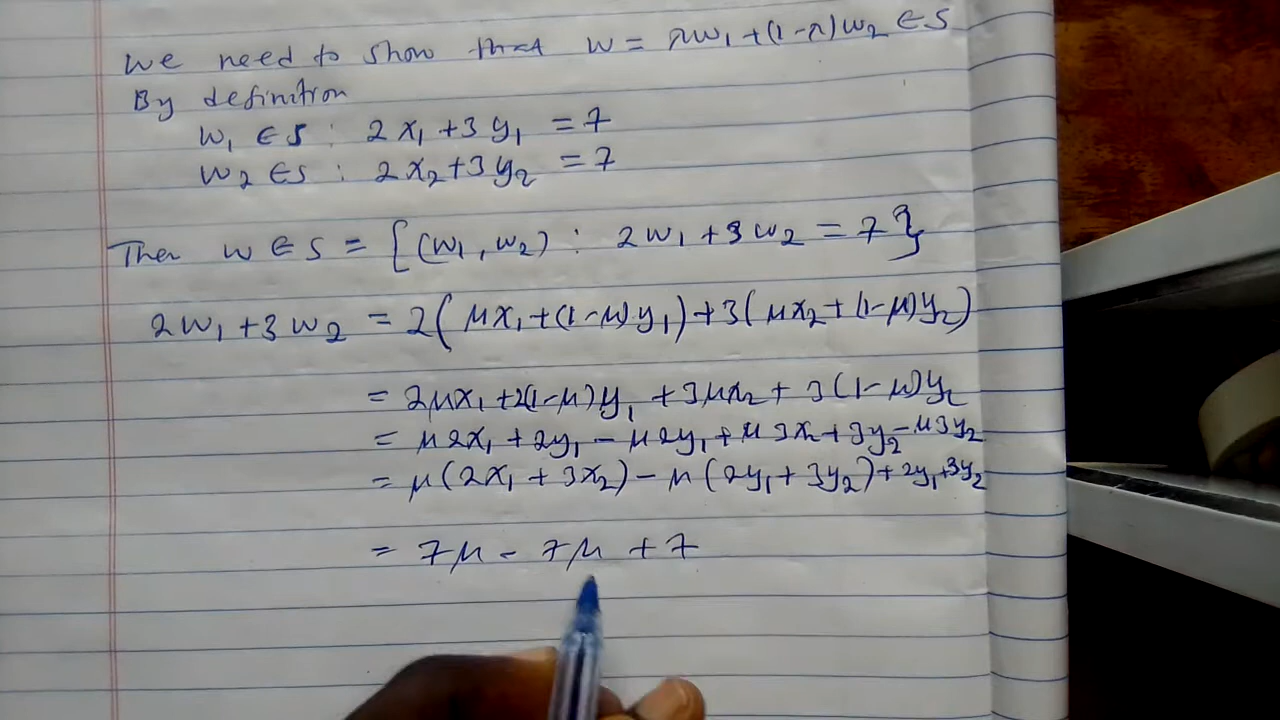 We need to show that w = λw₁+(1-λ)w₂ ∈ S
By definition
w₁ ∈ S : 2x₁+3y₁ = 7
w₂ ∈ S : 2x₂+3y₂ = 7
Then w ∈ S = {(w₁, w₂) : 2w₁+3w₂ = 7}
2w₁+3w₂ = 2(μx₁+(1-μ)y₁)+3(μx₂+(1-μ)y₂)
= 2μx₁+2(1-μ)y₁ + 3μx₂ + 3(1-μ)y₂
= μ2x₁ + 2y₁ - μ2y₁ + μ3x₂ + 3y₂ - μ3y₂
= μ(2x₁ + 3x₂) - μ(2y₁ + 3y₂) + 2y₁+3y₂
= 7μ - 7μ + 7